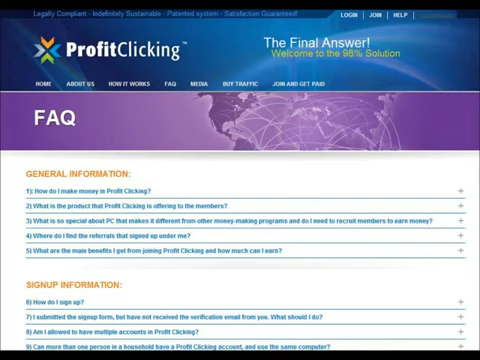 Legally Compliant - Indefinitely Sustainable - Patented system - Satisfaction Guaranteed!
LOGIN | JOIN | HELP
ProfitClicking™
The Final Answer!
Welcome to the 98% Solution
HOME ABOUT US HOW IT WORKS FAQ MEDIA BUY TRAFFIC JOIN AND GET PAID
FAQ
GENERAL INFORMATION:
1): How do I make money in Profit Clicking?
2) What is the product that Profit Clicking is offering to the members?
3) What is so special about PC that makes it different from other money-making programs and do I need to recruit members to earn money?
4) Where do I find the referrals that signed up under me?
5) What are the main benefits I get from joining Profit Clicking and how much can I earn?
SIGNUP INFORMATION:
6) How do I sign up?
7) I submitted the signup form, but have not received the verification email from you. What should I do?
8) Am I allowed to have multiple accounts in Profit Clicking?
9) Can more than one person in a household have a Profit Clicking account, and use the same computer?